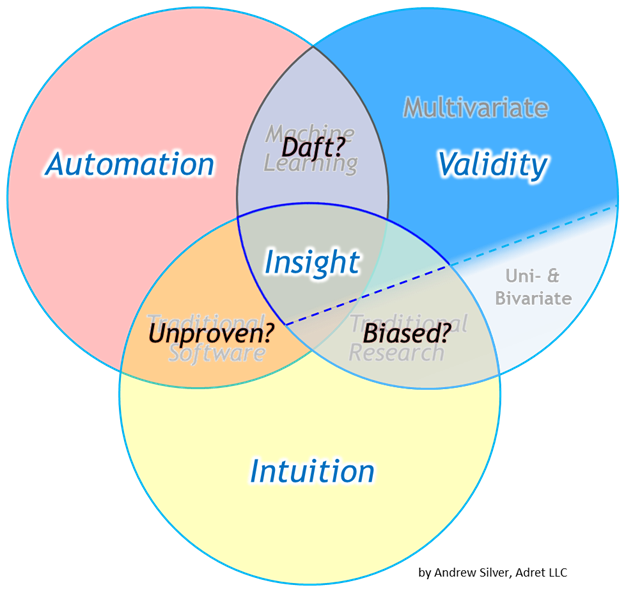 Multivariate
Machine
Learning
Daft?
Automation
Validity
Insight
Uni- &
Bivariate
Traditional
Software
Unproven?
Traditional
Research
Biased?
Intuition
by Andrew Silver, Adret LLC